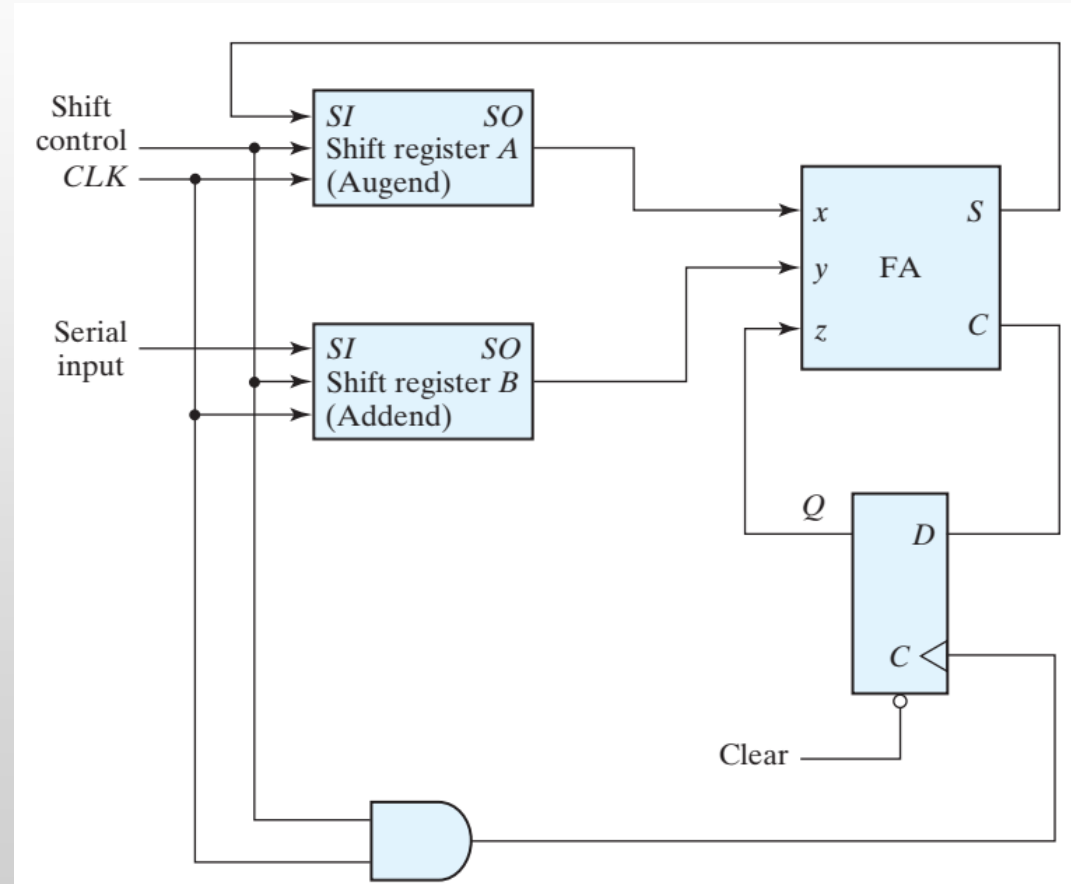 Shift
control
CLK
SI SO
Shift register A
(Augend)
x S
y FA
z C
Serial
input
SI SO
Shift register B
(Addend)
Q
D
C
Clear